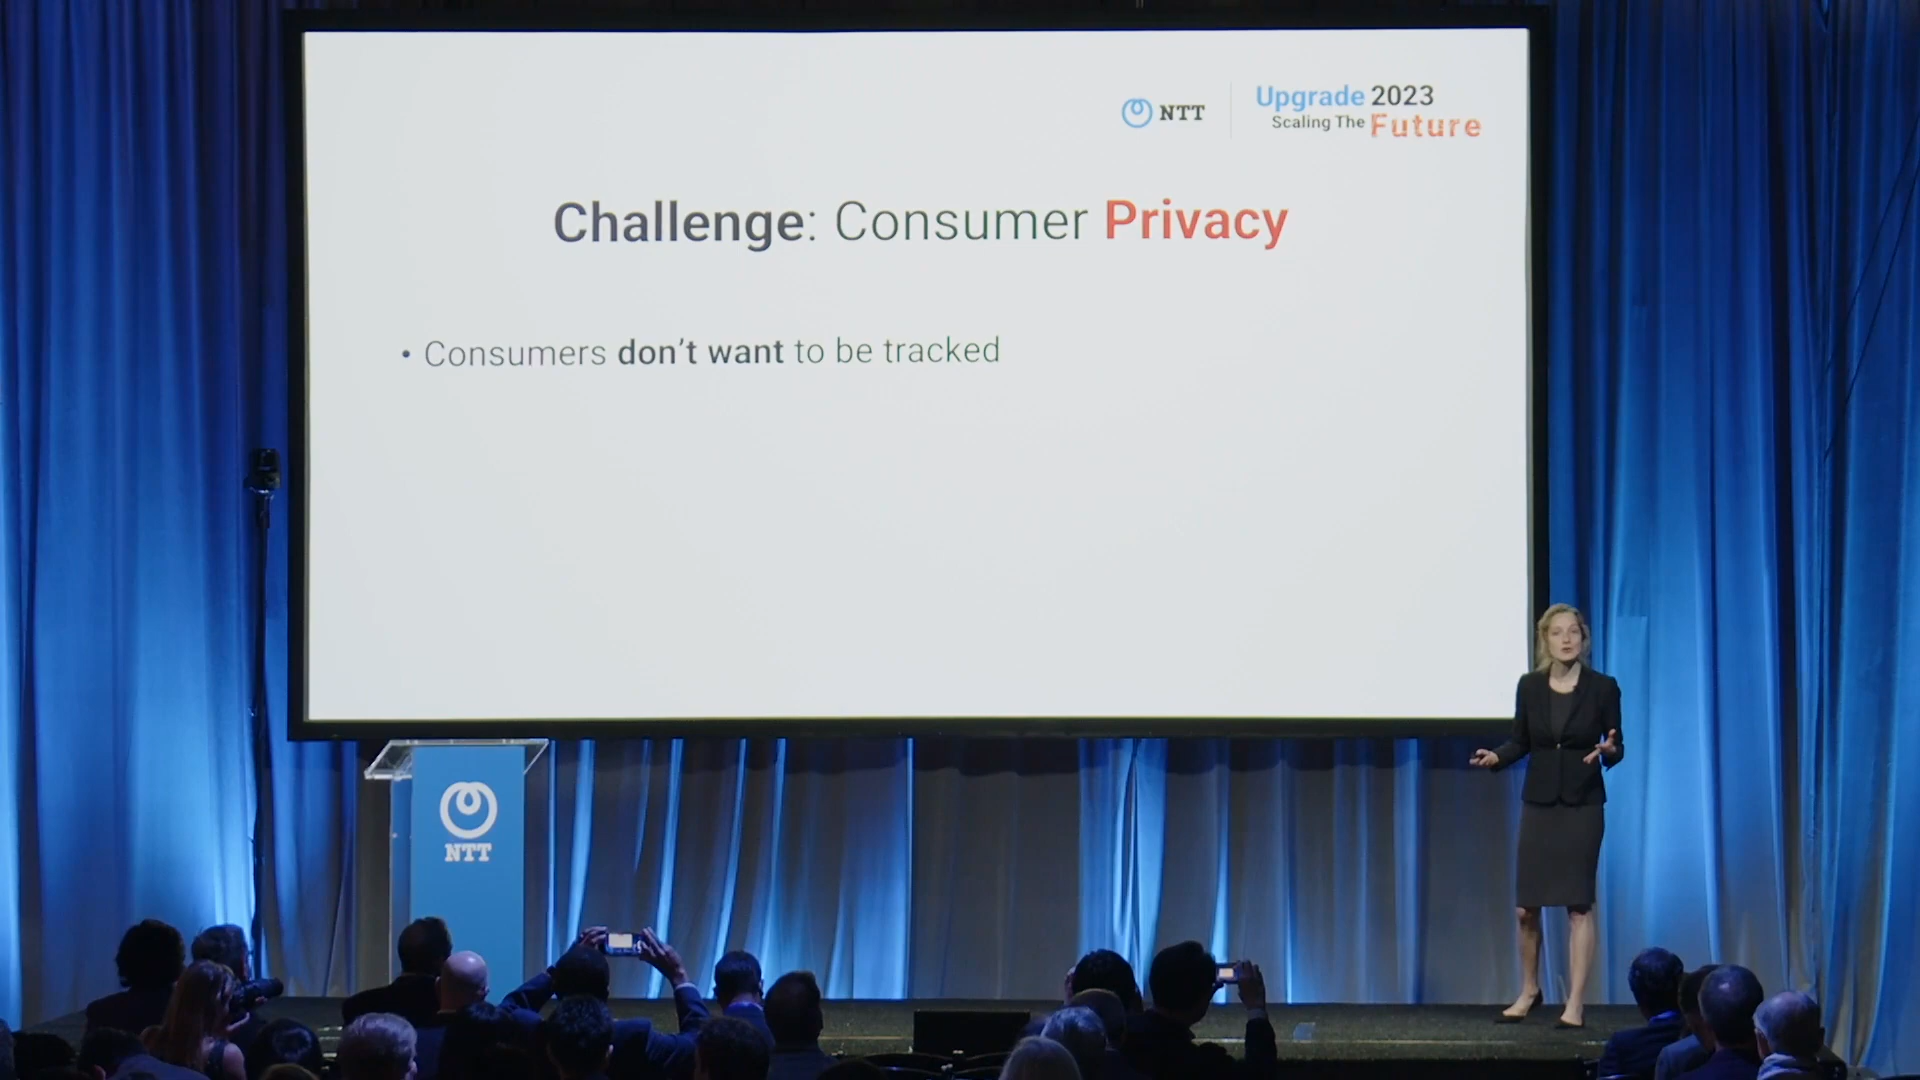 NTT
Upgrade 2023
Scaling The Future
Challenge: Consumer Privacy
• Consumers don't want to be tracked
NTT